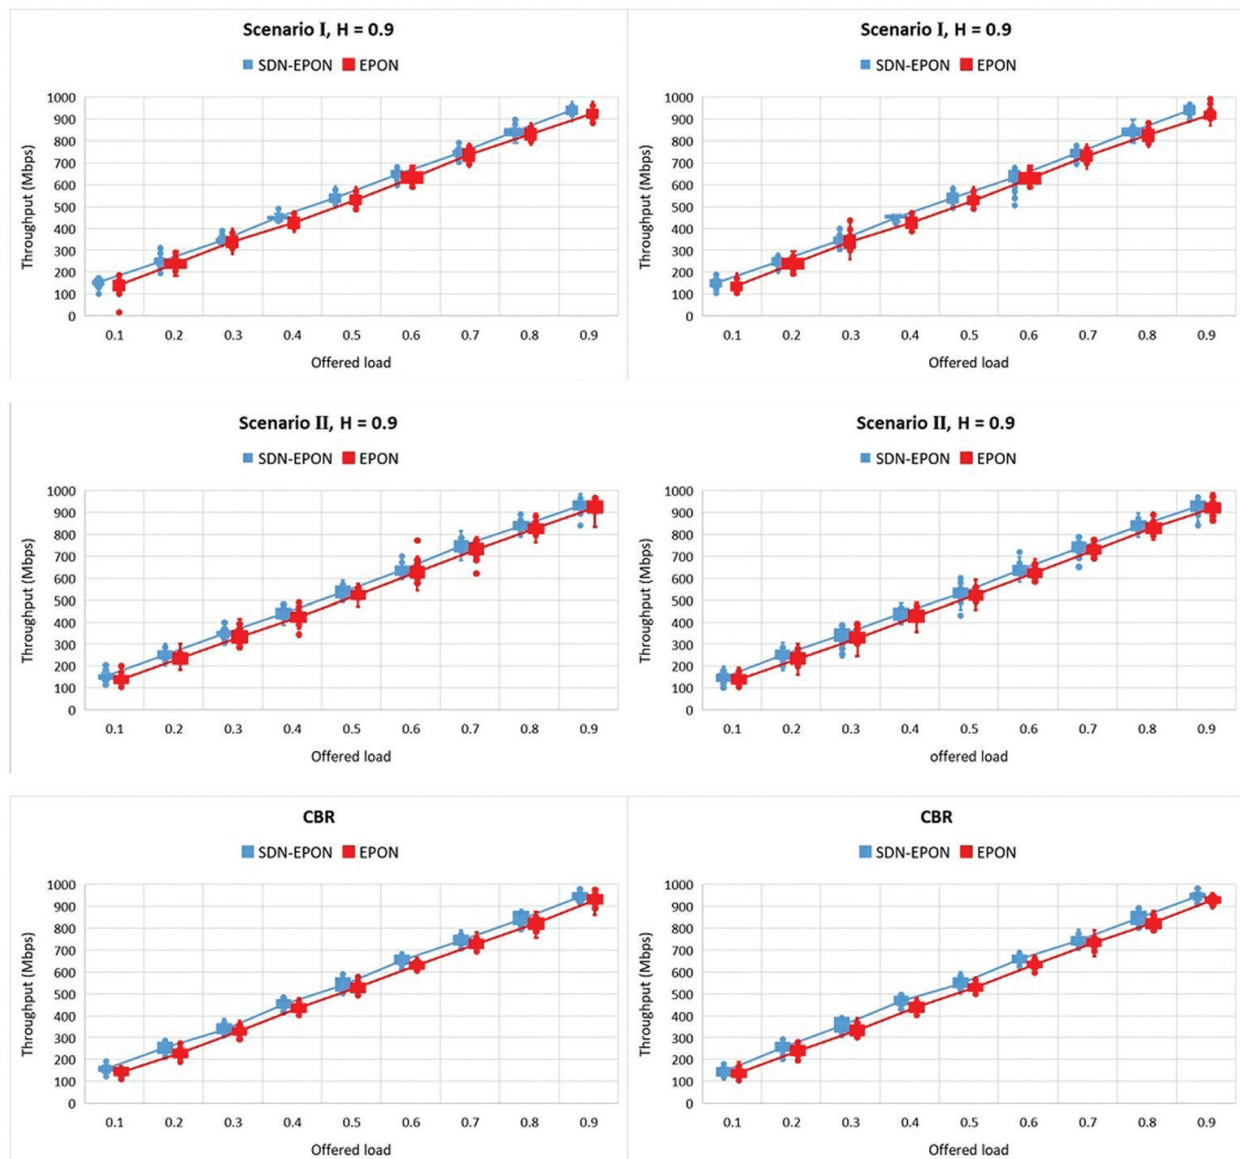 Scenario I, H = 0.9
SDN-EPON EPON
Throughput (Mbps)
1000
900
800
700
600
500
400
300
200
100
0
0.1 0.2 0.3 0.4 0.5 0.6 0.7 0.8 0.9
Offered load
Scenario I, H = 0.9
SDN-EPON EPON
Throughput (Mbps)
1000
900
800
700
600
500
400
300
200
100
0
0.1 0.2 0.3 0.4 0.5 0.6 0.7 0.8 0.9
Offered load
Scenario II, H = 0.9
SDN-EPON EPON
Throughput (Mbps)
1000
900
800
700
600
500
400
300
200
100
0
0.1 0.2 0.3 0.4 0.5 0.6 0.7 0.8 0.9
Offered load
Scenario II, H = 0.9
SDN-EPON EPON
Throughput (Mbps)
1000
900
800
700
600
500
400
300
200
100
0
0.1 0.2 0.3 0.4 0.5 0.6 0.7 0.8 0.9
offered load
CBR
SDN-EPON EPON
Throughput (Mbps)
1000
900
800
700
600
500
400
300
200
100
0
0.1 0.2 0.3 0.4 0.5 0.6 0.7 0.8 0.9
Offered load
CBR
SDN-EPON EPON
Throughput (Mbps)
1000
900
800
700
600
500
400
300
200
100
0
0.1 0.2 0.3 0.4 0.5 0.6 0.7 0.8 0.9
Offered load